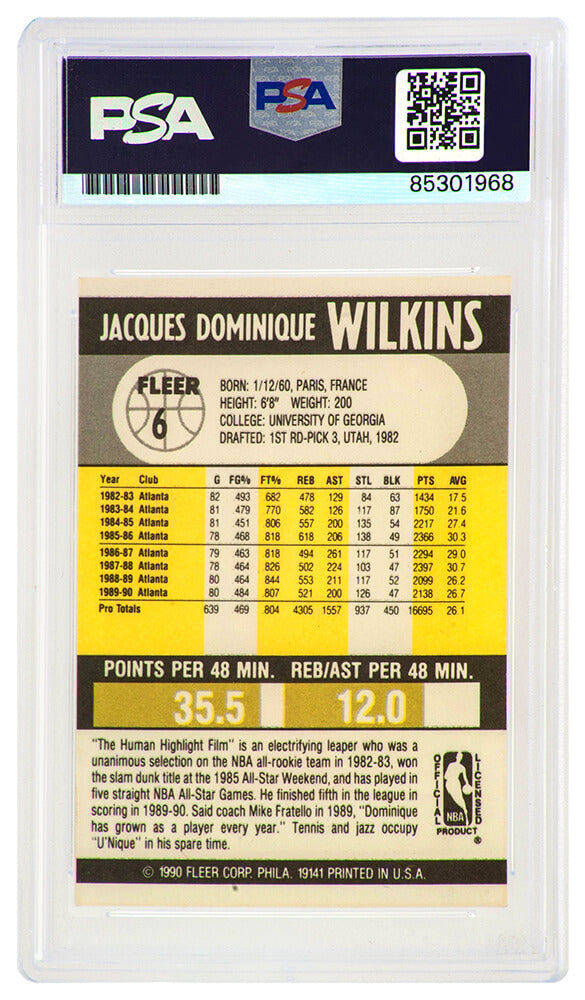 PSA PSA
85301968
JACQUES DOMINIQUE WILKINS
FLEER
6
BORN: 1/12/60, PARIS, FRANCE
HEIGHT: 6'8" WEIGHT: 200
COLLEGE: UNIVERSITY OF GEORGIA
DRAFTED: 1ST RD-PICK 3, UTAH, 1982
Year Club G FG% FT% REB AST STL BLK PTS AVG
1982-83 Atlanta 82 493 682 478 129 84 63 1434 17.5
1983-84 Atlanta 81 479 770 582 126 117 87 1750 21.6
1984-85 Atlanta 81 451 806 557 200 135 54 2217 27.4
1985-86 Atlanta 78 468 818 618 206 138 49 2366 30.3
1986-87 Atlanta 79 463 818 494 261 117 51 2294 29.0
1987-88 Atlanta 78 464 826 502 224 103 47 2397 30.7
1988-89 Atlanta 80 464 844 553 211 117 52 2099 26.2
1989-90 Atlanta 80 484 807 521 200 126 47 2138 26.7
Pro Totals 639 469 .804 4305 1557 937 450 16695 26.1
POINTS PER 48 MIN. REB/AST PER 48 MIN.
35.5 12.0
"The Human Highlight Film" is an electrifying leaper who was a
unanimous selection on the NBA all-rookie team in 1982-83, won
the slam dunk title at the 1985 All-Star Weekend, and has played in
five straight NBA All-Star Games. He finished fifth in the league in
scoring in 1989-90. Said coach Mike Fratello in 1989, "Dominique
has grown as a player every year." Tennis and jazz occupy
"U'Nique" in his spare time.
OFFICIAL
NBA
LICENSED
PRODUCT ®
© 1990 FLEER CORP. PHILA. 19141 PRINTED IN U.S.A.